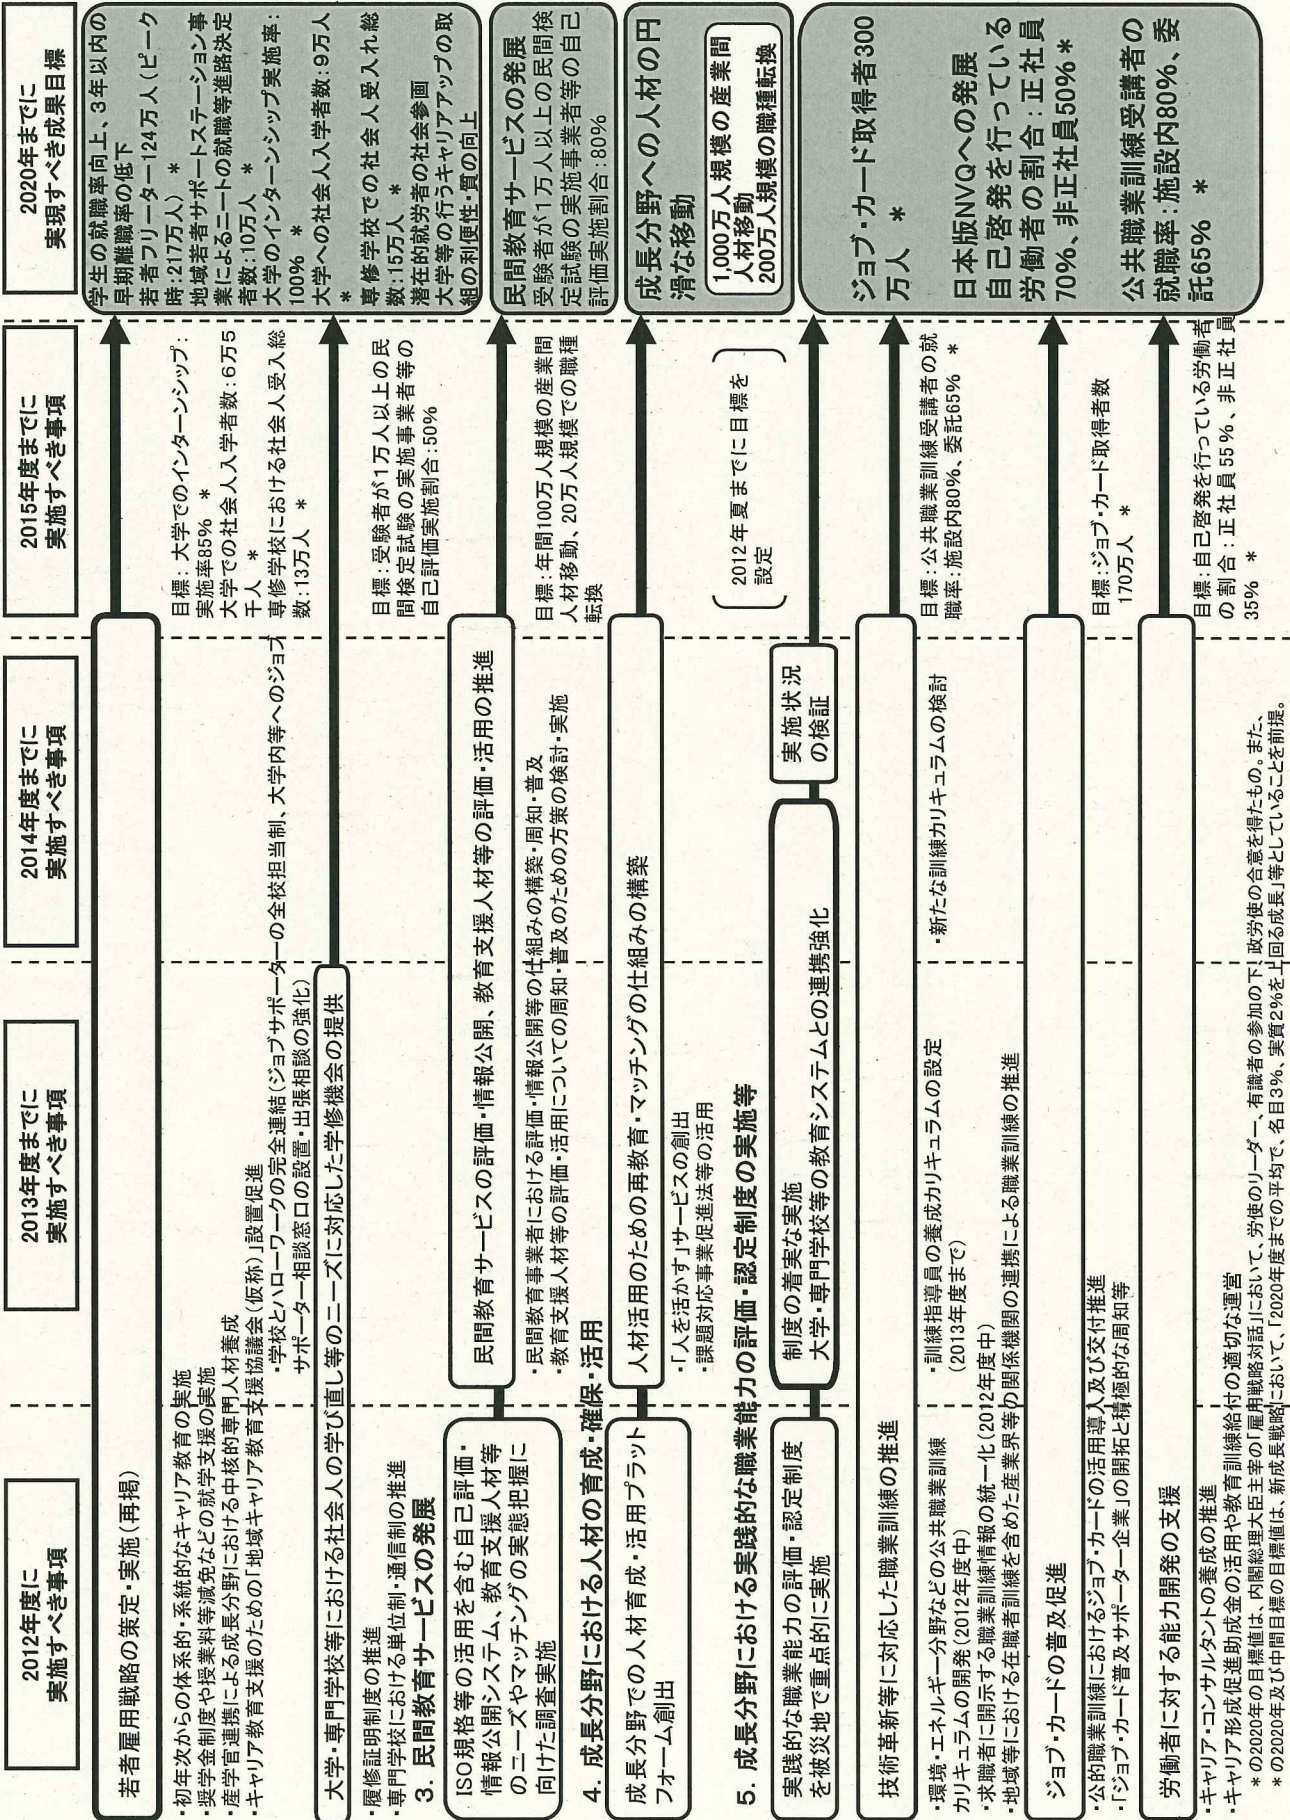 2012年度に
実施すべき事項
2013年度までに
実施すべき事項
2014年度までに
実施すべき事項
2015年度までに
実施すべき事項
2020年までに
実現すべき成果目標
若者雇用戦略の策定・実施(再掲)
・初年次からの体系的・系統的なキャリア教育の実施
・奨学金制度や授業料等減免などの就学支援の実施
・産学官連携による成長分野における中核的専門人材養成
・キャリア教育支援のための「地域キャリア教育支援協議会(仮称)」設置促進
・学校とハローワークの完全連結(ジョブサポーターの全校担当制、大学内等へのジョブ
サポーター相談窓口の設置・出張相談の強化)
目標:大学でのインターンシップ:
実施率85% *
大学での社会人入学者数:6万5
千人 *
専修学校における社会人受入総
数:13万人 *
大学・専門学校等における社会人の学び直し等のニーズに対応した学修機会の提供
・履修証明制度の推進
・専門学校における単位制・通信制の推進
学生の就職率向上、3年以内の
早期離職率の低下
若者フリーター124万人(ピーク
時:217万人) *
地域若者サポートステーション事
業によるニートの就職等進路決定
者数:10万人 *
大学のインターンシップ実施率:
100% *
大学への社会人入学者数:9万人
*
専修学校での社会人受入れ総
数:15万人 *
潜在的就労者の社会参画
大学等の行うキャリアアップの取
組の利便性・質の向上
3.民間教育サービスの発展
ISO規格等の活用を含む自己評価・
情報公開システム、教育支援人材等
のニーズやマッチングの実態把握に
向けた調査実施
民間教育サービスの評価・情報公開、教育支援人材等の評価・活用の推進
・民間教育事業者における評価・情報公開等の仕組みの構築・周知・普及
・教育支援人材等の評価・活用についての周知・普及のための方策の検討・実施
目標:受験者が1万人以上の民
間検定試験の実施事業者等の
自己評価実施割合:50%
民間教育サービスの発展
受験者が1万人以上の民間検
定試験の実施事業者等の自己
評価実施割合:80%
4.成長分野における人材の育成・確保・活用
成長分野での人材育成・活用プラット
フォーム創出
人材活用のための再教育・マッチングの仕組みの構築
・「人を活かす」サービスの創出
・課題対応事業促進法等の活用
目標:年間100万人規模の産業間
人材移動、20万人規模での職種
転換
成長分野への人材の円
滑な移動
1,000万人規模の産業間
人材移動
200万人規模の職種転換
5.成長分野における実践的な職業能力の評価・認定制度の実施等
実践的な職業能力の評価・認定制度
を被災地で重点的に実施
制度の着実な実施
大学・専門学校等の教育システムとの連携強化
実施状況
の検証
2012年夏までに目標を
設定
技術革新等に対応した職業訓練の推進
・環境・エネルギー分野などの公共職業訓練
カリキュラムの開発(2012年度中)
・求職者に開示する職業訓練情報の統一化(2012年度中)
・地域等における在職者訓練を含めた産業界等の関係機関の連携による職業訓練の推進
・訓練指導員の養成カリキュラムの設定
(2013年度まで)
・新たな訓練カリキュラムの検討
目標:公共職業訓練受講者の就
職率:施設内80%、委託65% *
ジョブ・カードの普及促進
・公的職業訓練におけるジョブ・カードの活用導入及び交付推進
・「ジョブ・カード普及サポーター企業」の開拓と積極的な周知等
目標:ジョブ・カード取得者数
170万人 *
労働者に対する能力開発の支援
キャリア・コンサルタントの養成の推進
キャリア形成促進助成金の活用や教育訓練給付の適切な運営
目標:自己啓発を行っている労働者
の割合:正社員55%、非正社員
35% *
ジョブ・カード取得者300
万人 *
日本版NVQへの発展
自己啓発を行っている
労働者の割合:正社員
70%、非正社員50% *
公共職業訓練受講者の
就職率:施設内80%、委
託65% *
*の2020年の目標値は、内閣総理大臣主宰の「雇用戦略対話」において、労使のリーダー、有識者の参加の下、政労使の合意を得たもの。また、
*の2020年及び中間目標の目標値は、新成長戦略において、「2020年度までの平均で、名目3%、実質2%を上回る成長」等としていることを前提。